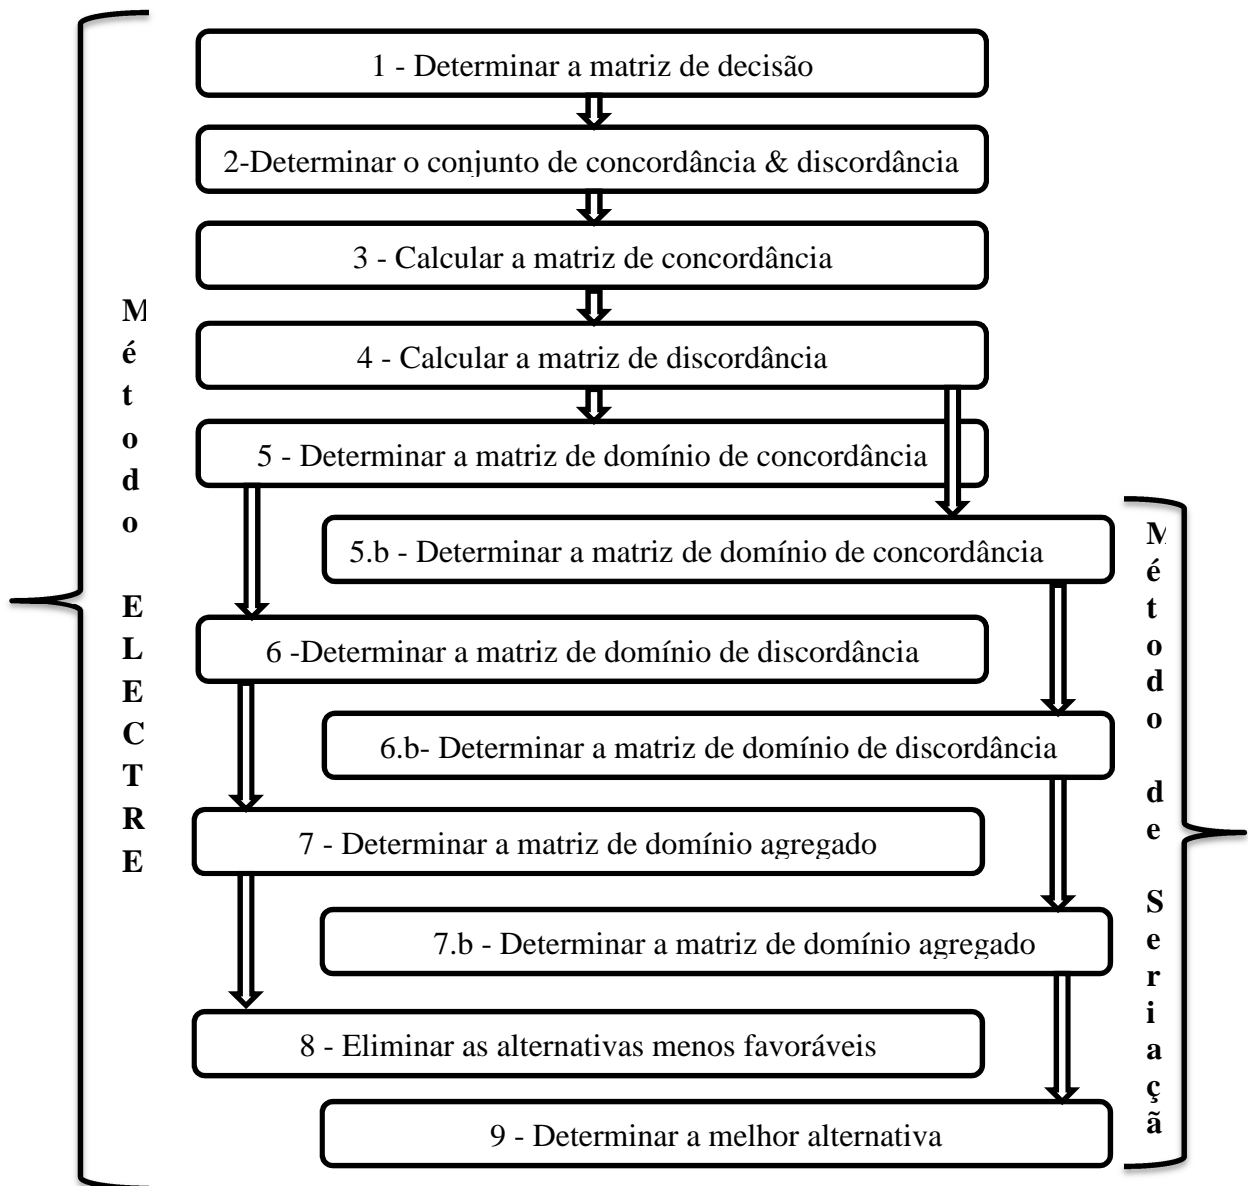 1 - Determinar a matriz de decisão
2-Determinar o conjunto de concordância & discordância
3 - Calcular a matriz de concordância
4 - Calcular a matriz de discordância
5 - Determinar a matriz de domínio de concordância
5.b - Determinar a matriz de domínio de concordância
6 -Determinar a matriz de domínio de discordância
6.b- Determinar a matriz de domínio de discordância
7 - Determinar a matriz de domínio agregado
7.b - Determinar a matriz de domínio agregado
8 - Eliminar as alternativas menos favoráveis
9 - Determinar a melhor alternativa
Método ELECTRE
Método de Seriaçã